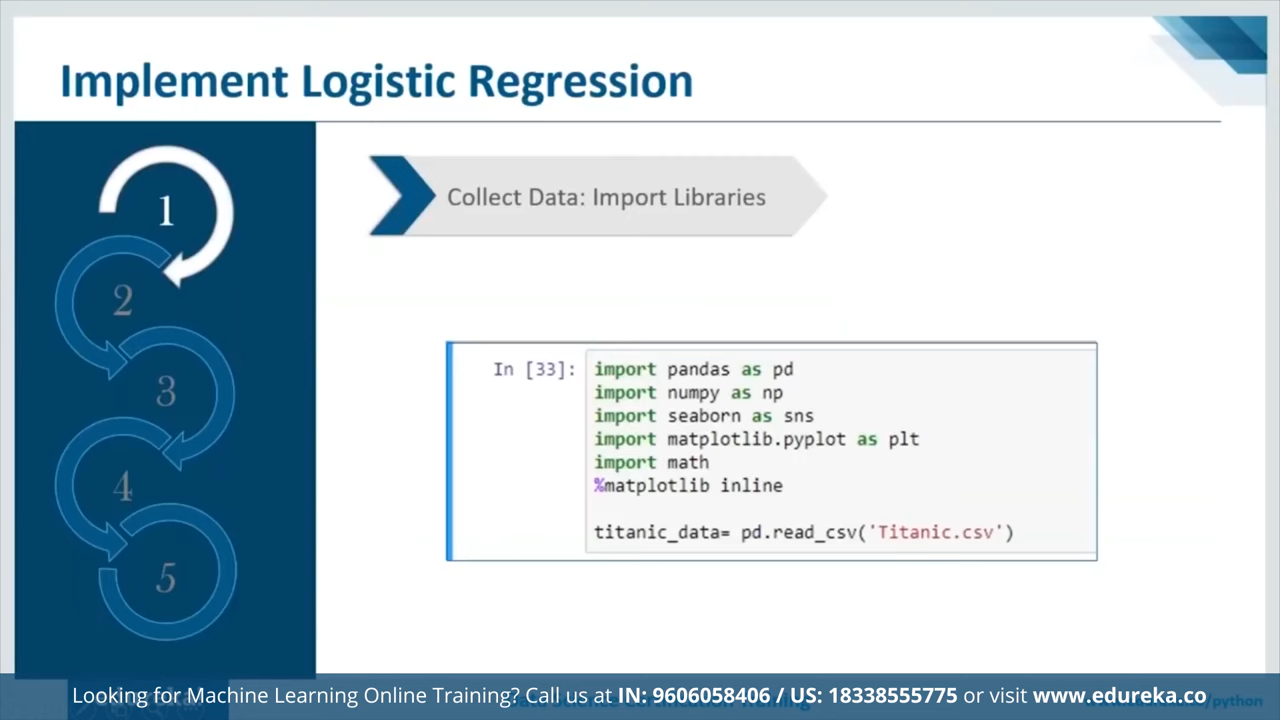 Implement Logistic Regression
1
2
3
4
5
Collect Data: Import Libraries
In [33]:
import pandas as pd
import numpy as np
import seaborn as sns
import matplotlib.pyplot as plt
import math
%matplotlib inline
titanic_data= pd.read_csv('Titanic.csv')
Looking for Machine Learning Online Training? Call us at IN: 9606058406 / US: 18338555775 or visit www.edureka.co